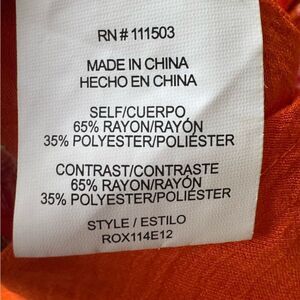 RN # 111503
MADE IN CHINA
HECHO EN CHINA
SELF/CUERPO
65% RAYON/RAYÓN
35% POLYESTER/POLIÉSTER
CONTRAST/CONTRASTE
65% RAYON/RAYÓN
35% POLYESTER/POLIÉSTER
STYLE / ESTILO
ROX114E12